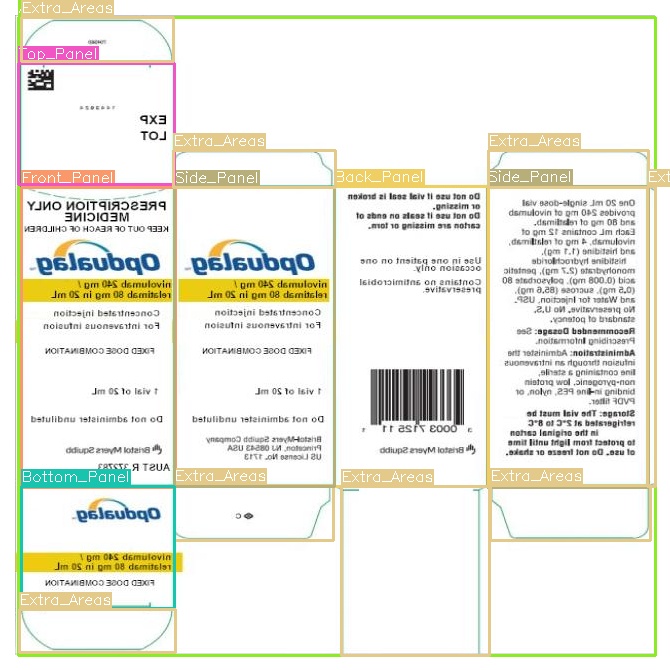 Extra_Areas
Top_Panel
1449624
EXP
LOT
Extra_Areas
Extra_Areas
Front_Panel
PRESCRIPTION ONLY
MEDICINE
KEEP OUT OF REACH OF CHILDREN
Opdualag™
nivolumab 240 mg /
relatlimab 80 mg in 20 mL
Concentrated injection
For intravenous infusion
FIXED DOSE COMBINATION
1 vial of 20 mL
Do not administer undiluted
Bristol Myers Squibb
AUST R 372783
Side_Panel
Opdualag™
nivolumab 240 mg /
relatlimab 80 mg in 20 mL
Concentrated injection
For intravenous infusion
FIXED DOSE COMBINATION
1 vial of 20 mL
Do not administer undiluted
Bristol-Myers Squibb Company
Princeton, NJ 08543 USA
US License No. 1713
Back_Panel
Do not use if vial seal is broken
or missing.
Do not use if seals on ends of
carton are missing or torn.
Use in one patient on one
occasion only.
Contains no antimicrobial
preservative.
1 0003 7125 11 1
Bristol Myers Squibb
Side_Panel
One 20 mL single-dose vial
provides 240 mg of nivolumab
and 80 mg of relatlimab.
Each mL contains 12 mg of
nivolumab, 4 mg of relatlimab,
and histidine (1.1 mg),
histidine hydrochloride
monohydrate (2.7 mg), pentetic
acid (0.008 mg), polysorbate 80
(0.5 mg), sucrose (85.6 mg),
and Water for Injection, USP.
No preservative. No U.S.
standard of potency.
Recommended Dosage: See
Prescribing Information.
Administration: Administer the
infusion through an intravenous
line containing a sterile,
non-pyrogenic, low protein
binding in-line PES, nylon, or
PVDF filter.
Storage: The vial must be
refrigerated at 2°C to 8°C
in the original carton
to protect from light until time
of use. Do not freeze or shake.
Ext
Bottom_Panel
Opdualag™
nivolumab 240 mg /
relatlimab 80 mg in 20 mL
FIXED DOSE COMBINATION
Extra_Areas
C
Extra_Areas
Extra_Areas
Extra_Areas